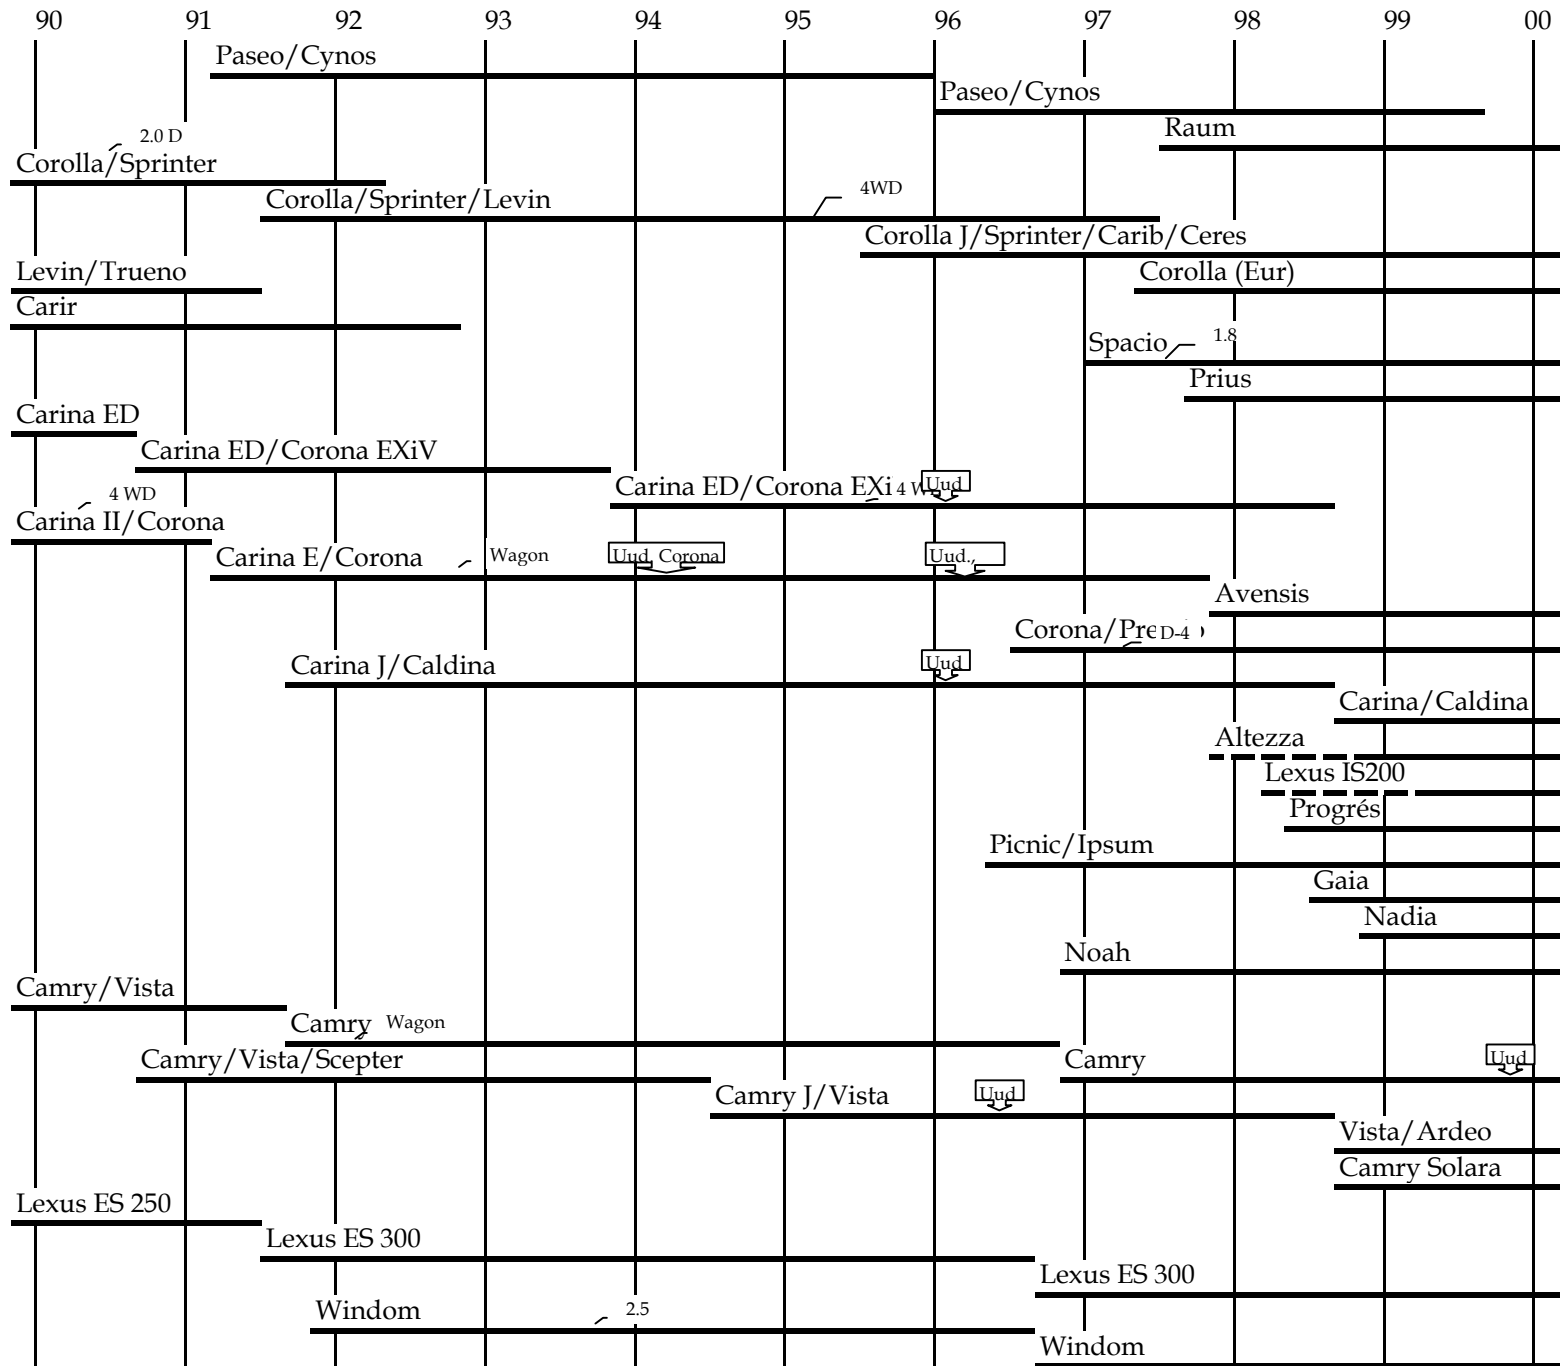 90 91 92 93 94 95 96 97 98 99 00
Paseo/Cynos
Paseo/Cynos
Raum
2.0 D
Corolla/Sprinter
4WD
Corolla/Sprinter/Levin
Corolla J/Sprinter/Carib/Ceres
Levin/Trueno
Corolla (Eur)
Carir
Spacio
1.8
Prius
Carina ED
Carina ED/Corona EXiV
Carina ED/Corona EXi
Uud
4 WD
Carina II/Corona
Carina E/Corona
Wagon
Uud. Corona
Uud.,
Avensis
Corona/Pre
D-4
Carina J/Caldina
Uud
Carina/Caldina
Altezza
Lexus IS200
Progrés
Picnic/Ipsum
Gaia
Nadia
Noah
Camry/Vista
Camry
Wagon
Camry/Vista/Scepter
Camry
Uud
Camry J/Vista
Uud
Vista/Ardeo
Camry Solara
Lexus ES 250
Lexus ES 300
Lexus ES 300
Windom
2.5
Windom